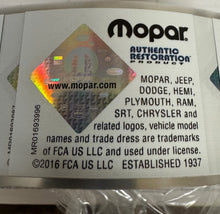 mopar
AUTHENTIC
RESTORATION
PRODUCT
www.mopar.com
MOPAR, JEEP,
DODGE, HEMI,
PLYMOUTH, RAM,
SRT, CHRYSLER and
related logos, vehicle model
names and trade dress are trademarks
of FCA US LLC and used under license.
©2016 FCA US LLC ESTABLISHED 1937
MR01693996